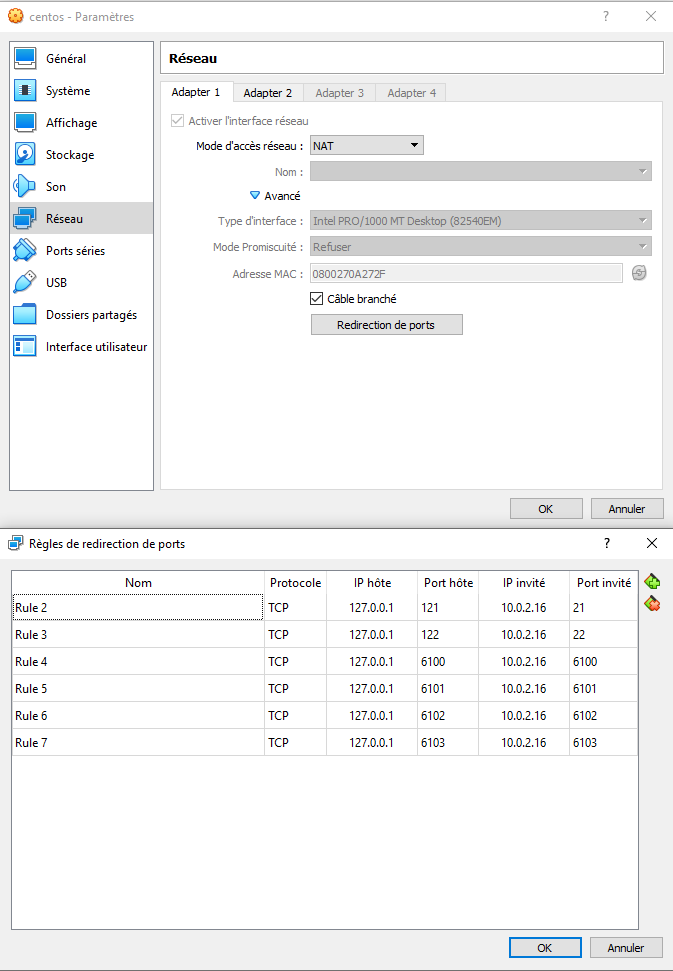 centos - Paramètres
?
Général
Système
Affichage
Stockage
Son
Réseau
Ports séries
USB
Dossiers partagés
Interface utilisateur
Réseau
Adapter 1 Adapter 2 Adapter 3 Adapter 4
Activer l'interface réseau
Mode d'accès réseau : NAT
Nom :
Avancé
Type d'interface : Intel PRO/1000 MT Desktop (82540EM)
Mode Promiscuité : Refuser
Adresse MAC : 0800270A272F
Câble branché
Redirection de ports
OK Annuler
Règles de redirection de ports
?
Nom Protocole IP hôte Port hôte IP invité Port invité
Rule 2 TCP 127.0.0.1 121 10.0.2.16 21
Rule 3 TCP 127.0.0.1 122 10.0.2.16 22
Rule 4 TCP 127.0.0.1 6100 10.0.2.16 6100
Rule 5 TCP 127.0.0.1 6101 10.0.2.16 6101
Rule 6 TCP 127.0.0.1 6102 10.0.2.16 6102
Rule 7 TCP 127.0.0.1 6103 10.0.2.16 6103
OK Annuler